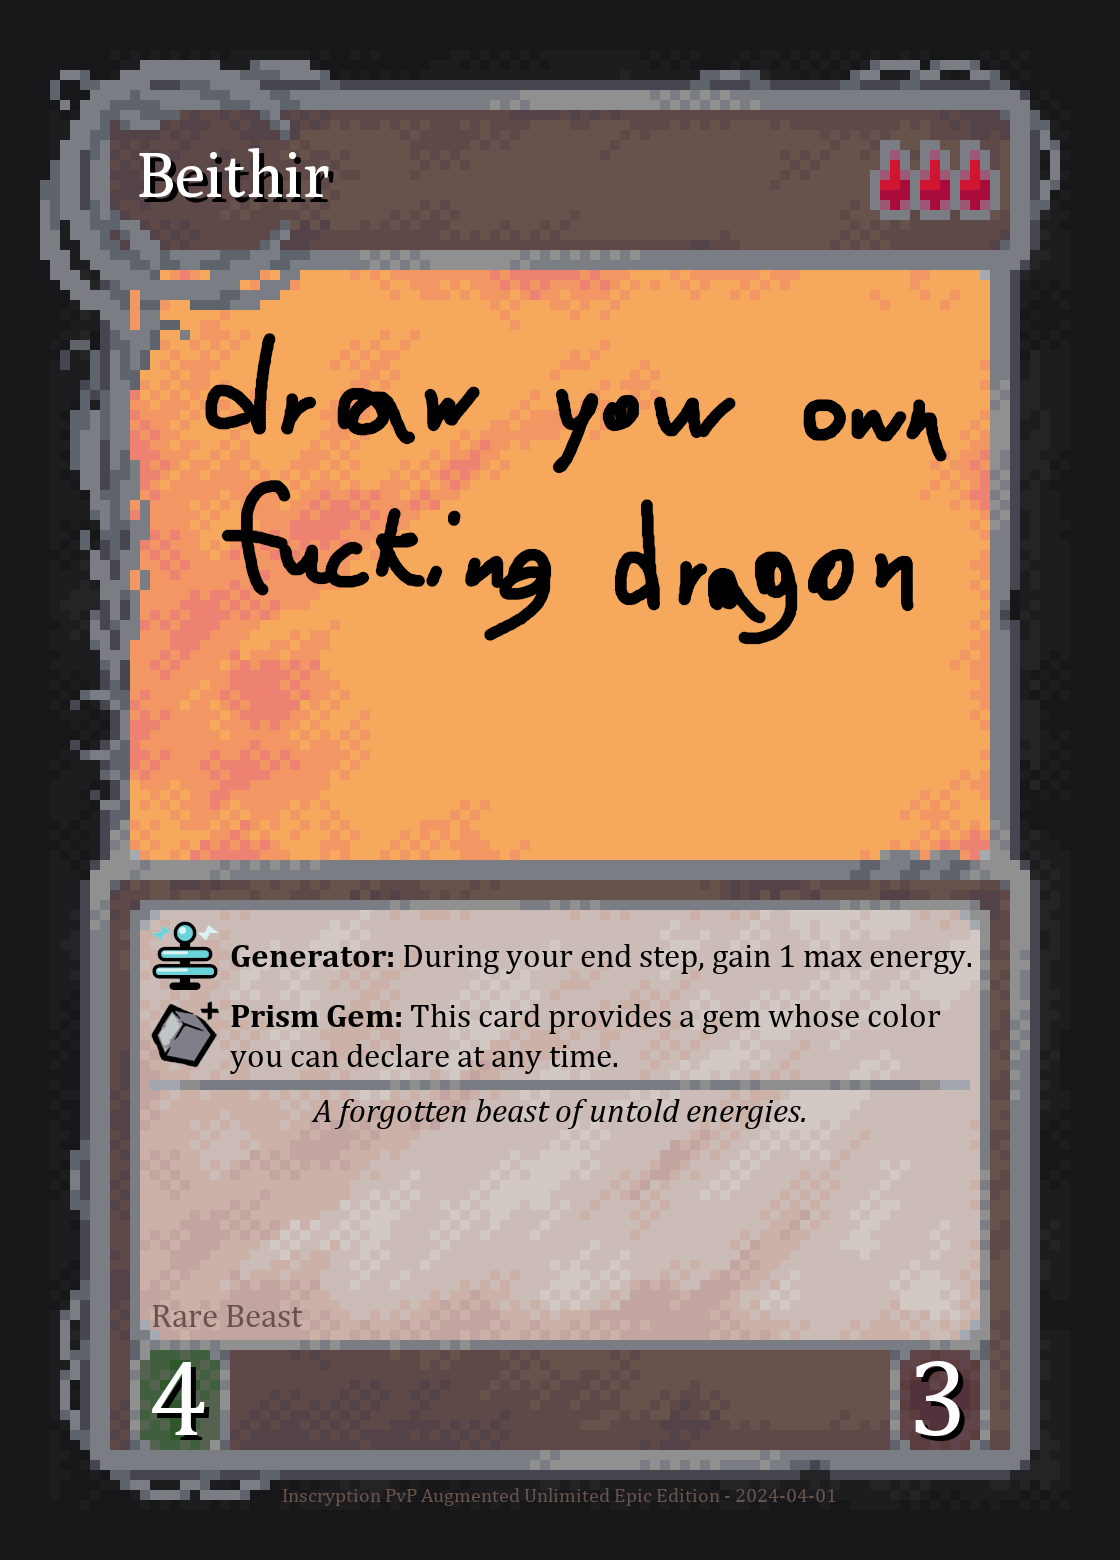 Beithir
draw yow own
fucking dragon
Generator: During your end step, gain 1 max energy.
Prism Gem: This card provides a gem whose color
you can declare at any time.
A forgotten beast of untold energies.
Rare Beast
4
3
Inscryption PvP Augmented Unlimited Epic Edition - 2024-04-01